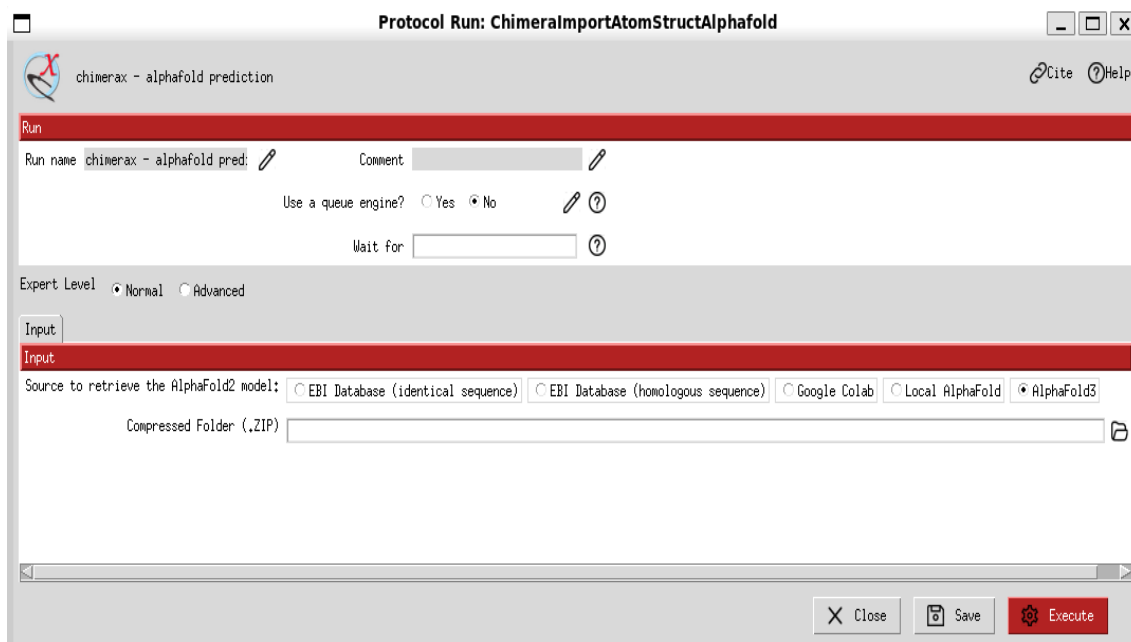 Protocol Run: ChimeraImportAtomStructAlphafold
chimerax - alphafold prediction
Cite Help
Run
Run name chimerax - alphafold pred: Comment
Use a queue engine? Yes No
Wait for
Expert Level Normal Advanced
Input
Input
Source to retrieve the AlphaFold2 model: EBI Database (identical sequence) EBI Database (homologous sequence) Google Colab Local AlphaFold AlphaFold3
Compressed Folder (.ZIP)
Close Save Execute